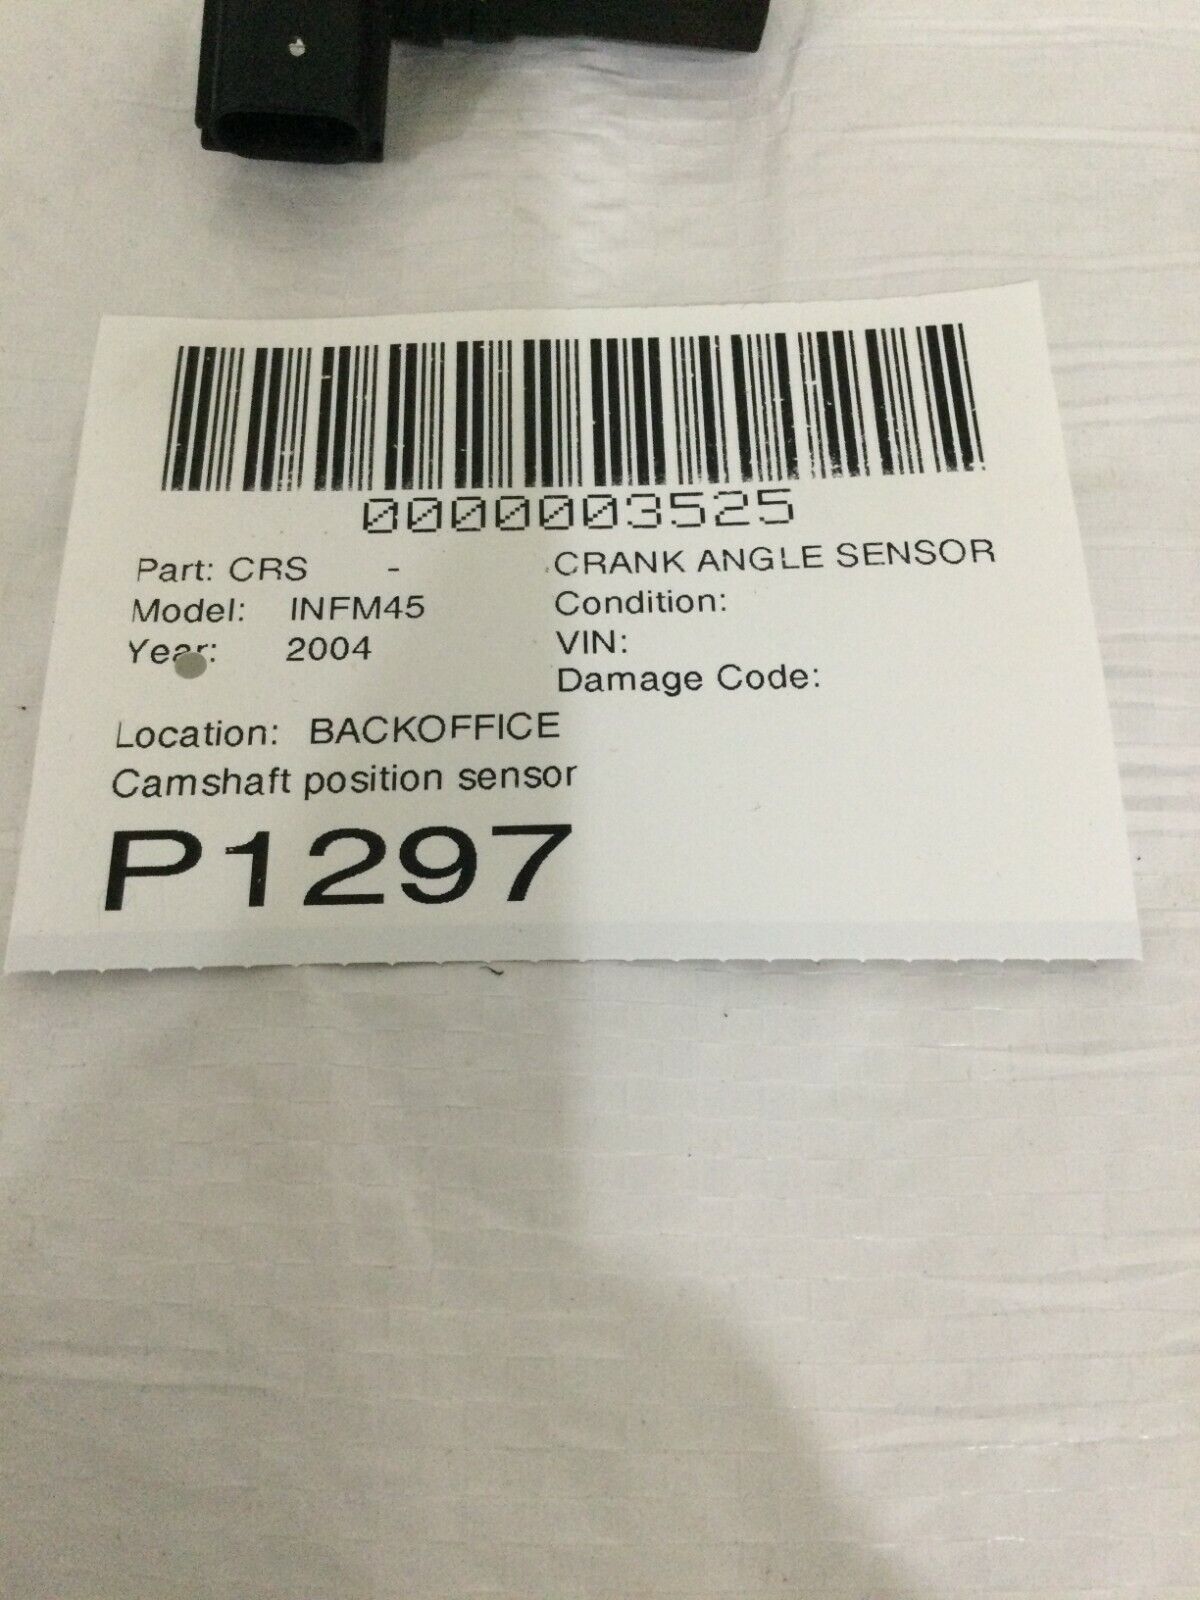 0000003525
Part: CRS - CRANK ANGLE SENSOR
Model: INFM45 Condition:
Year: 2004 VIN:
Damage Code:
Location: BACKOFFICE
Camshaft position sensor
P1297